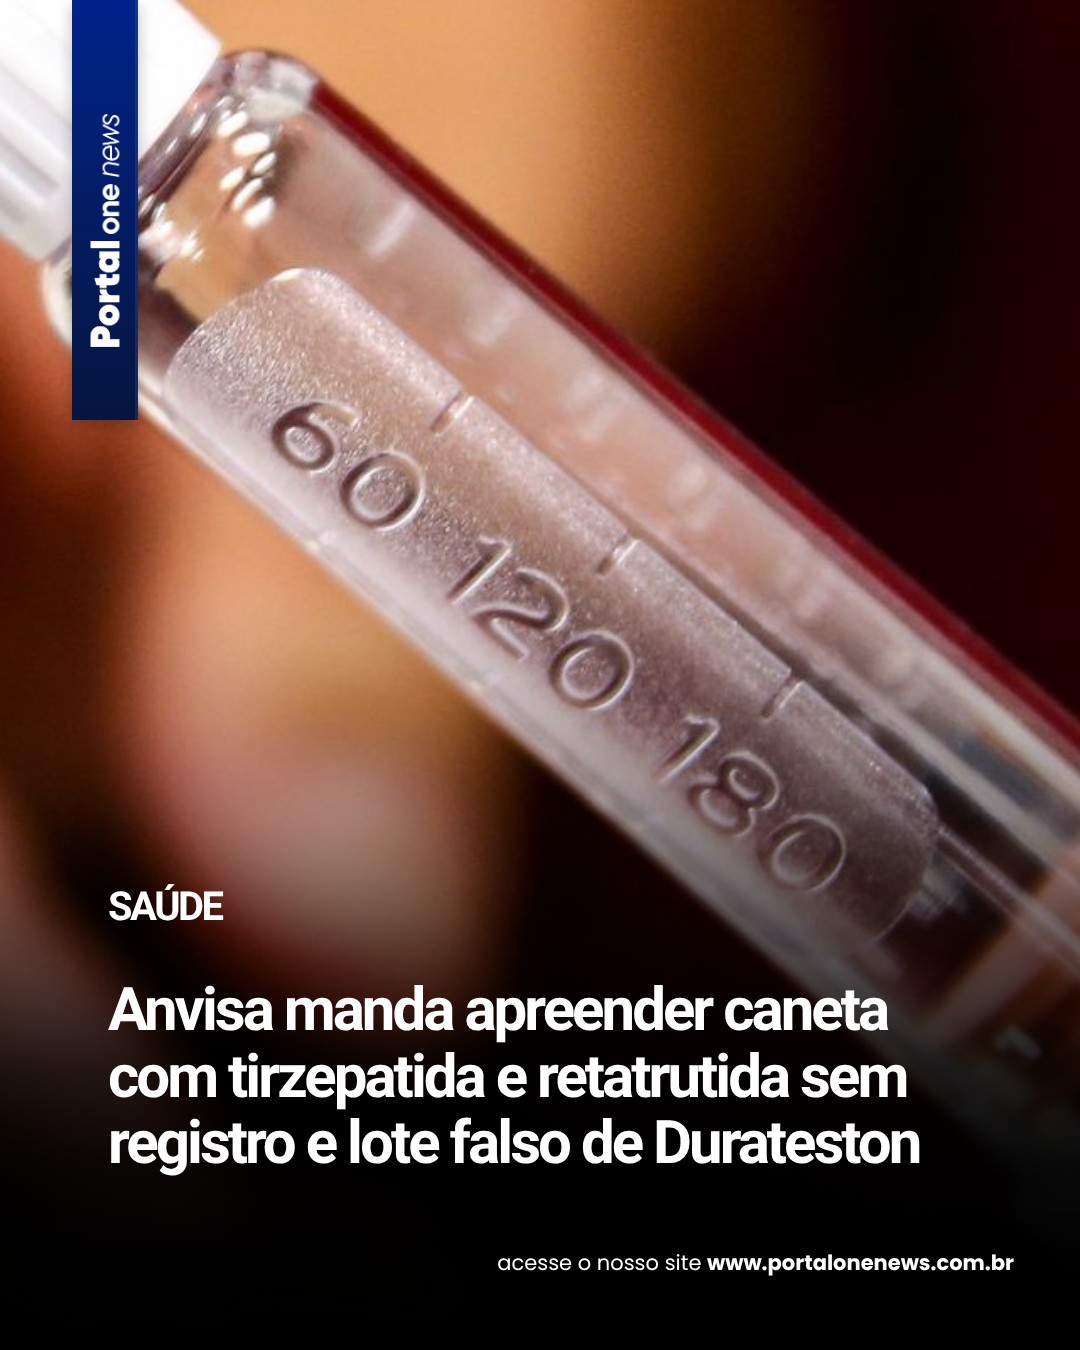 Portal one news
60 120 180
SAÚDE
Anvisa manda apreender caneta
com tirzepatida e retatrutida sem
registro e lote falso de Durateston
acesse o nosso site www.portalonenews.com.br